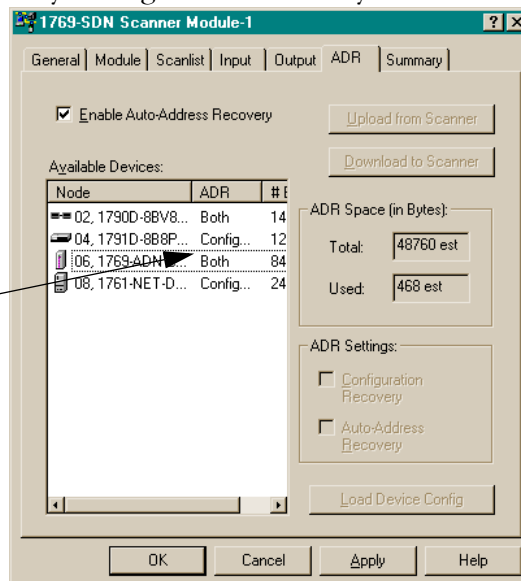 1769-SDN Scanner Module-1
General Module Scanlist Input Output ADR Summary
Enable Auto-Address Recovery
Upload from Scanner
Download to Scanner
Available Devices:
Node ADR #
02, 1790D-8BV8... Both 14
04, 1791D-8B8P... Config... 12
06, 1769-ADN Both 84
08, 1761-NET-D... Config... 24
ADR Space (in Bytes):
Total: 48760 est
Used: 468 est
ADR Settings:
Configuration
Recovery
Auto-Address
Recovery
Load Device Config
OK Cancel Apply Help